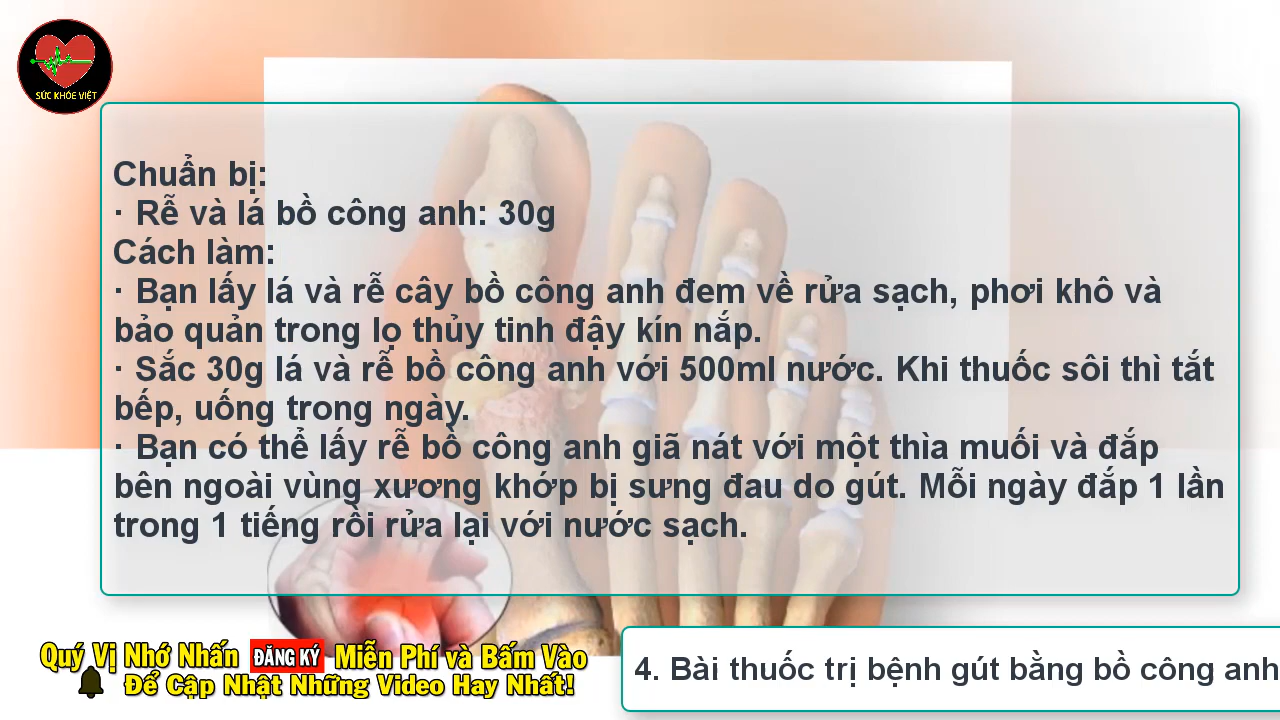 SỨC KHỎE VIỆT
Chuẩn bị:
· Rễ và lá bồ công anh: 30g
Cách làm:
· Bạn lấy lá và rễ cây bồ công anh đem về rửa sạch, phơi khô và
bảo quản trong lọ thủy tinh đậy kín nắp.
· Sắc 30g lá và rễ bồ công anh với 500ml nước. Khi thuốc sôi thì tắt
bếp, uống trong ngày.
· Bạn có thể lấy rễ bồ công anh giã nát với một thìa muối và đắp
bên ngoài vùng xương khớp bị sưng đau do gút. Mỗi ngày đắp 1 lần
trong 1 tiếng rồi rửa lại với nước sạch.
Quý Vị Nhớ Nhấn ĐĂNG KÝ Miễn Phí và Bấm Vào
Để Cập Nhật Những Video Hay Nhất!
4. Bài thuốc trị bệnh gút bằng bồ công anh